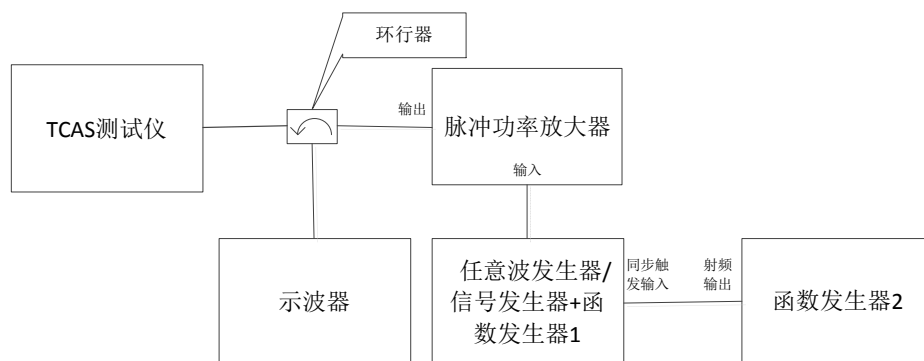 环行器
TCAS测试仪
输出
脉冲功率放大器
输入
示波器
任意波发生器/
信号发生器+函
数发生器1
同步触
发输入
射频
输出
函数发生器2